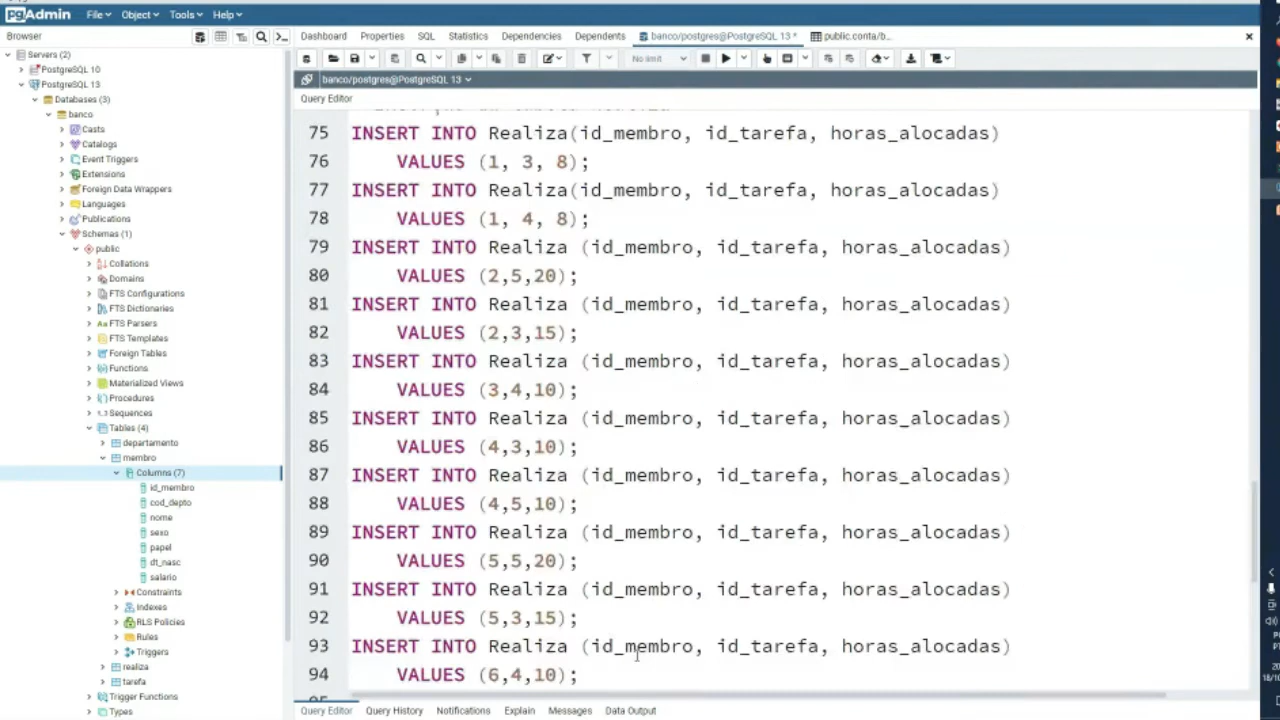 pgAdmin File Object Tools Help
Browser
Dashboard Properties SQL Statistics Dependencies Dependents banco/postgres@PostgreSQL 13 * public.conta/b...
No limit
banco/postgres@PostgreSQL 13
Query Editor
Servers (2)
PostgreSQL 10
PostgreSQL 13
Databases (3)
banco
Casts
Catalogs
Event Triggers
Extensions
Foreign Data Wrappers
Languages
Publications
Schemas (1)
public
Collations
Domains
FTS Configurations
FTS Dictionaries
FTS Parsers
FTS Templates
Foreign Tables
Functions
Materialized Views
Procedures
1..3 Sequences
Tables (4)
departamento
membro
Columns (7)
id_membro
cod_depto
nome
sexo
papel
dt_nasc
salario
Constraints
Indexes
RLS Policies
Rules
Triggers
realiza
tarefa
Trigger Functions
Types
75 INSERT INTO Realiza(id_membro, id_tarefa, horas_alocadas)
76 VALUES (1, 3, 8);
77 INSERT INTO Realiza(id_membro, id_tarefa, horas_alocadas)
78 VALUES (1, 4, 8);
79 INSERT INTO Realiza (id_membro, id_tarefa, horas_alocadas)
80 VALUES (2,5,20);
81 INSERT INTO Realiza (id_membro, id_tarefa, horas_alocadas)
82 VALUES (2,3,15);
83 INSERT INTO Realiza (id_membro, id_tarefa, horas_alocadas)
84 VALUES (3,4,10);
85 INSERT INTO Realiza (id_membro, id_tarefa, horas_alocadas)
86 VALUES (4,3,10);
87 INSERT INTO Realiza (id_membro, id_tarefa, horas_alocadas)
88 VALUES (4,5,10);
89 INSERT INTO Realiza (id_membro, id_tarefa, horas_alocadas)
90 VALUES (5,5,20);
91 INSERT INTO Realiza (id_membro, id_tarefa, horas_alocadas)
92 VALUES (5,3,15);
93 INSERT INTO Realiza (id_membro, id_tarefa, horas_alocadas)
94 VALUES (6,4,10);
Query Editor Query History Notifications Explain Messages Data Output